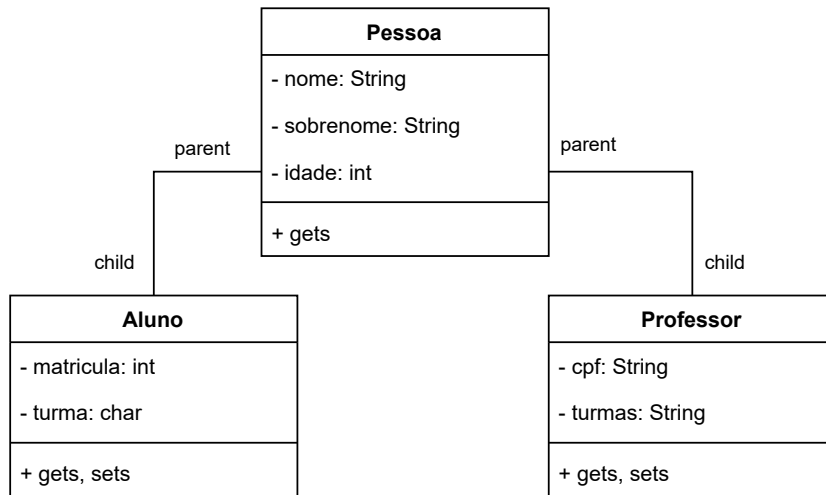 Pessoa
- nome: String
- sobrenome: String
- idade: int
+ gets
parent
parent
child
child
Aluno
- matricula: int
- turma: char
+ gets, sets
Professor
- cpf: String
- turmas: String
+ gets, sets